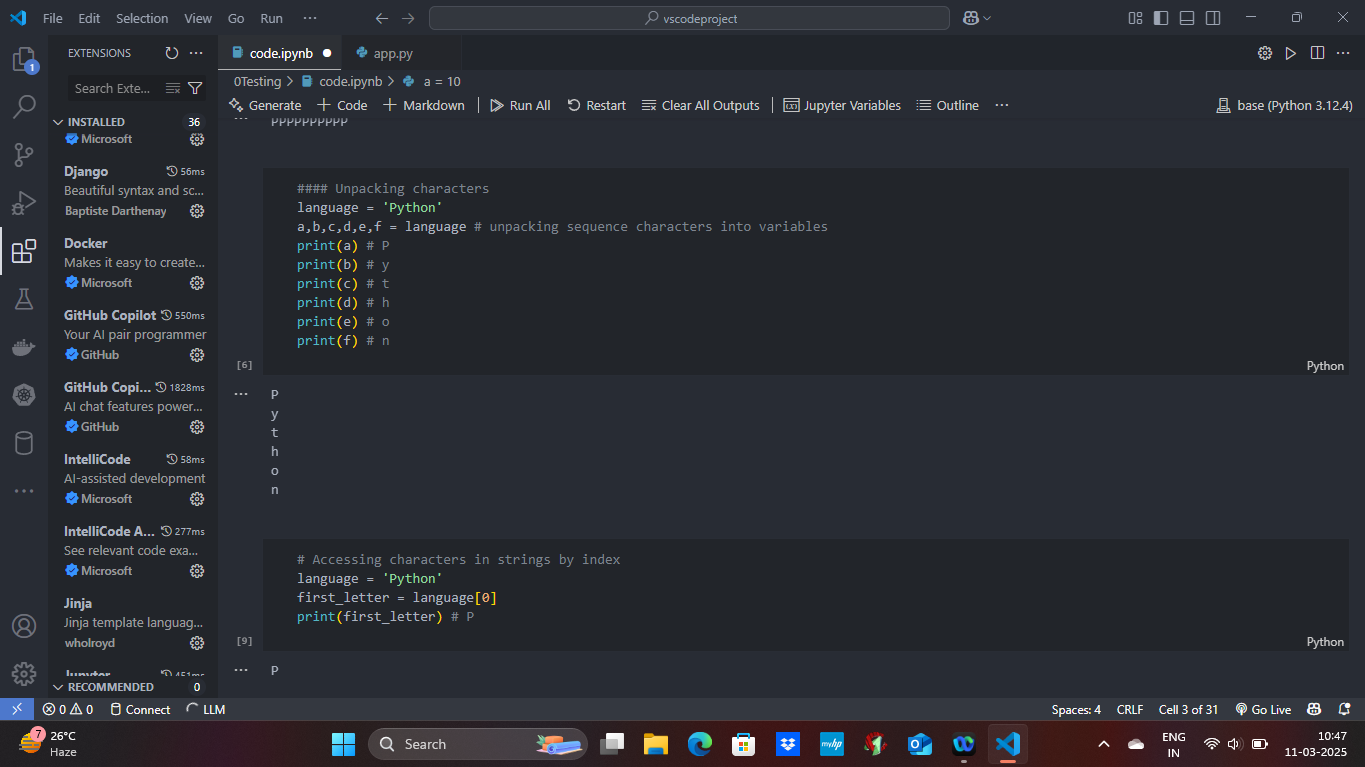 File Edit Selection View Go Run ··· vscodeproject
EXTENSIONS ···
code.ipynb app.py
Search Exte...
0Testing > code.ipynb > a = 10
Generate + Code + Markdown Run All Restart Clear All Outputs Jupyter Variables Outline ··· base (Python 3.12.4)
INSTALLED 36
Microsoft
Django 56ms
Beautiful syntax and sc...
Baptiste Darthenay
Docker
Makes it easy to create...
Microsoft
GitHub Copilot 550ms
Your AI pair programmer
GitHub
GitHub Copi... 1828ms
AI chat features power...
GitHub
IntelliCode 58ms
AI-assisted development
Microsoft
IntelliCode A... 277ms
See relevant code exa...
Microsoft
Jinja
Jinja template languag...
wholroyd
Jupyter 451ms
RECOMMENDED 0
1
PPPPPPPPPP
#### Unpacking characters
language = 'Python'
a,b,c,d,e,f = language # unpacking sequence characters into variables
print(a) # P
print(b) # y
print(c) # t
print(d) # h
print(e) # o
print(f) # n
[6] Python
··· P
y
t
h
o
n
# Accessing characters in strings by index
language = 'Python'
first_letter = language[0]
print(first_letter) # P
[9] Python
··· P
0 0 Connect LLM Spaces: 4 CRLF Cell 3 of 31 Go Live
7 26°C
Haze
Search
myhp
ENG
IN
10:47
11-03-2025